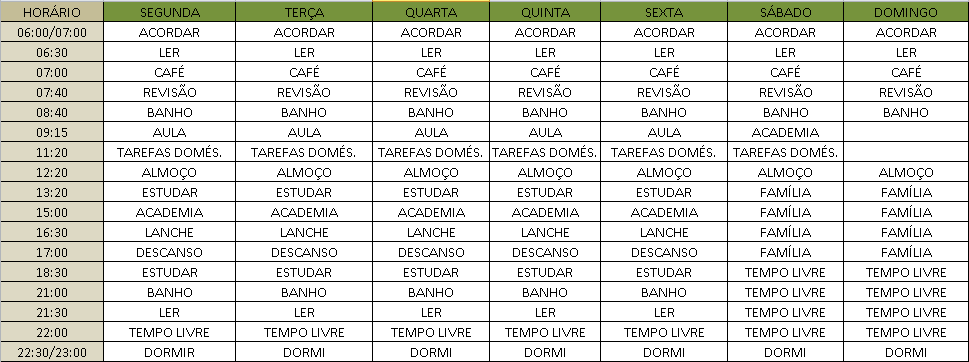 HORÁRIO SEGUNDA TERÇA QUARTA QUINTA SEXTA SÁBADO DOMINGO
06:00/07:00 ACORDAR ACORDAR ACORDAR ACORDAR ACORDAR ACORDAR ACORDAR
06:30 LER LER LER LER LER LER LER
07:00 CAFÉ CAFÉ CAFÉ CAFÉ CAFÉ CAFÉ CAFÉ
07:40 REVISÃO REVISÃO REVISÃO REVISÃO REVISÃO REVISÃO REVISÃO
08:40 BANHO BANHO BANHO BANHO BANHO BANHO BANHO
09:15 AULA AULA AULA AULA AULA ACADEMIA
11:20 TAREFAS DOMÉS. TAREFAS DOMÉS. TAREFAS DOMÉS. TAREFAS DOMÉS. TAREFAS DOMÉS. TAREFAS DOMÉS.
12:20 ALMOÇO ALMOÇO ALMOÇO ALMOÇO ALMOÇO ALMOÇO ALMOÇO
13:20 ESTUDAR ESTUDAR ESTUDAR ESTUDAR ESTUDAR FAMÍLIA FAMÍLIA
15:00 ACADEMIA ACADEMIA ACADEMIA ACADEMIA ACADEMIA FAMÍLIA FAMÍLIA
16:30 LANCHE LANCHE LANCHE LANCHE LANCHE FAMÍLIA FAMÍLIA
17:00 DESCANSO DESCANSO DESCANSO DESCANSO DESCANSO FAMÍLIA FAMÍLIA
18:30 ESTUDAR ESTUDAR ESTUDAR ESTUDAR ESTUDAR TEMPO LIVRE TEMPO LIVRE
21:00 BANHO BANHO BANHO BANHO BANHO TEMPO LIVRE TEMPO LIVRE
21:30 LER LER LER LER LER TEMPO LIVRE TEMPO LIVRE
22:00 TEMPO LIVRE TEMPO LIVRE TEMPO LIVRE TEMPO LIVRE TEMPO LIVRE TEMPO LIVRE TEMPO LIVRE
22:30/23:00 DORMIR DORMI DORMI DORMI DORMI DORMI DORMI